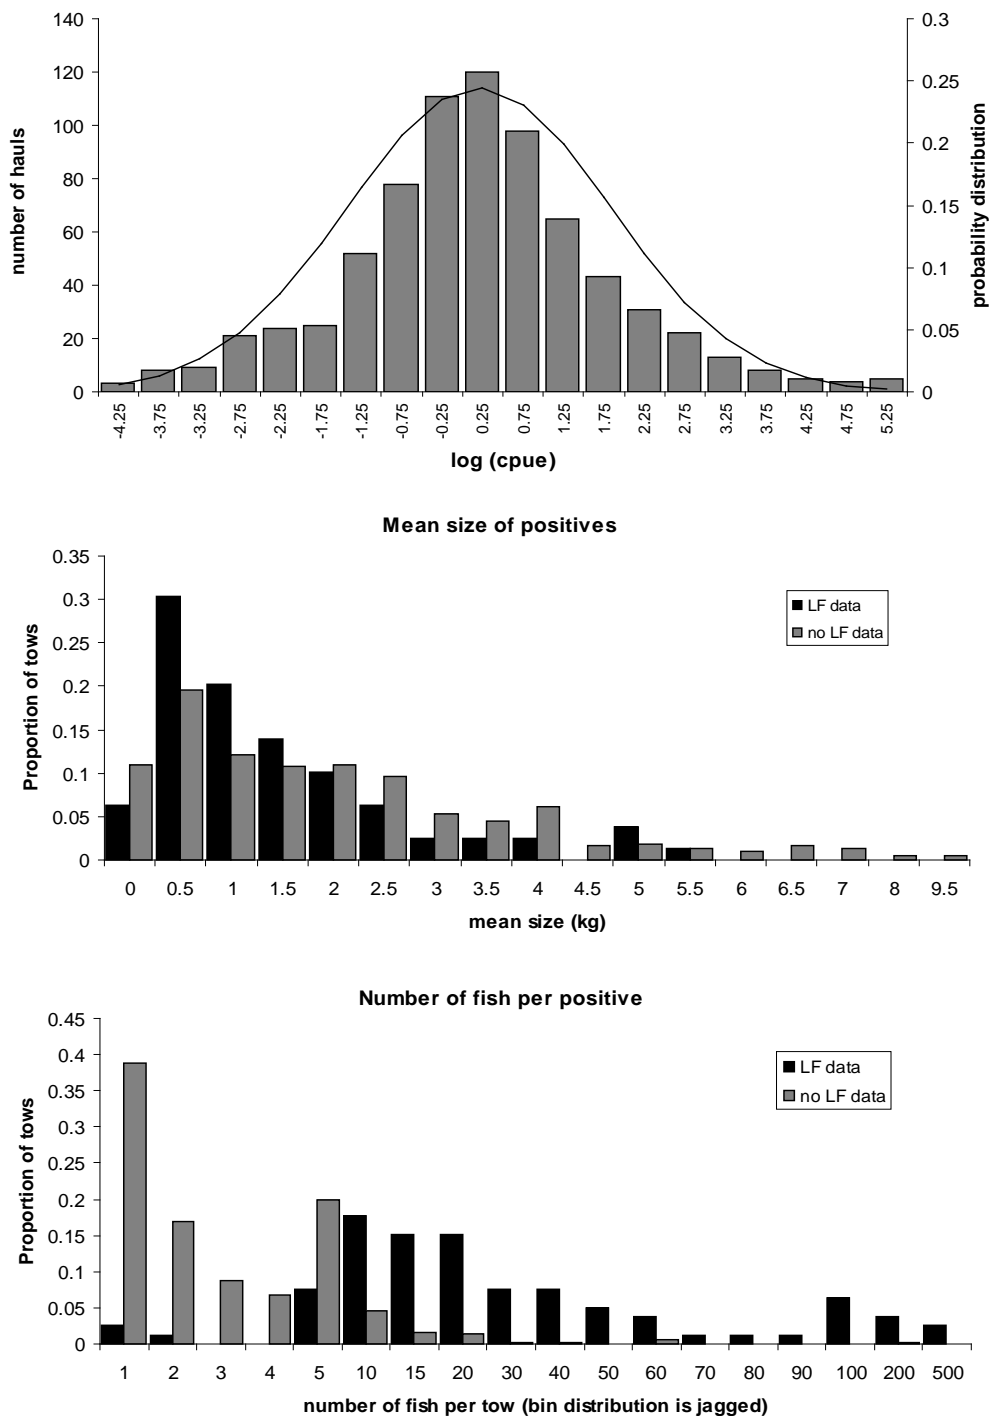 140
120
100
80
60
40
20
0
number of hauls
0.3
0.25
0.2
0.15
0.1
0.05
0
probability distribution
-4.25 -3.75 -3.25 -2.75 -2.25 -1.75 -1.25 -0.75 -0.25 0.25 0.75 1.25 1.75 2.25 2.75 3.25 3.75 4.25 4.75 5.25
log (cpue)
Mean size of positives
0.35
0.3
0.25
0.2
0.15
0.1
0.05
0
Proportion of tows
LF data
no LF data
0 0.5 1 1.5 2 2.5 3 3.5 4 4.5 5 5.5 6 6.5 7 8 9.5
mean size (kg)
Number of fish per positive
0.45
0.4
0.35
0.3
0.25
0.2
0.15
0.1
0.05
0
Proportion of tows
LF data
no LF data
1 2 3 4 5 10 15 20 30 40 50 60 70 80 90 100 200 500
number of fish per tow (bin distribution is jagged)